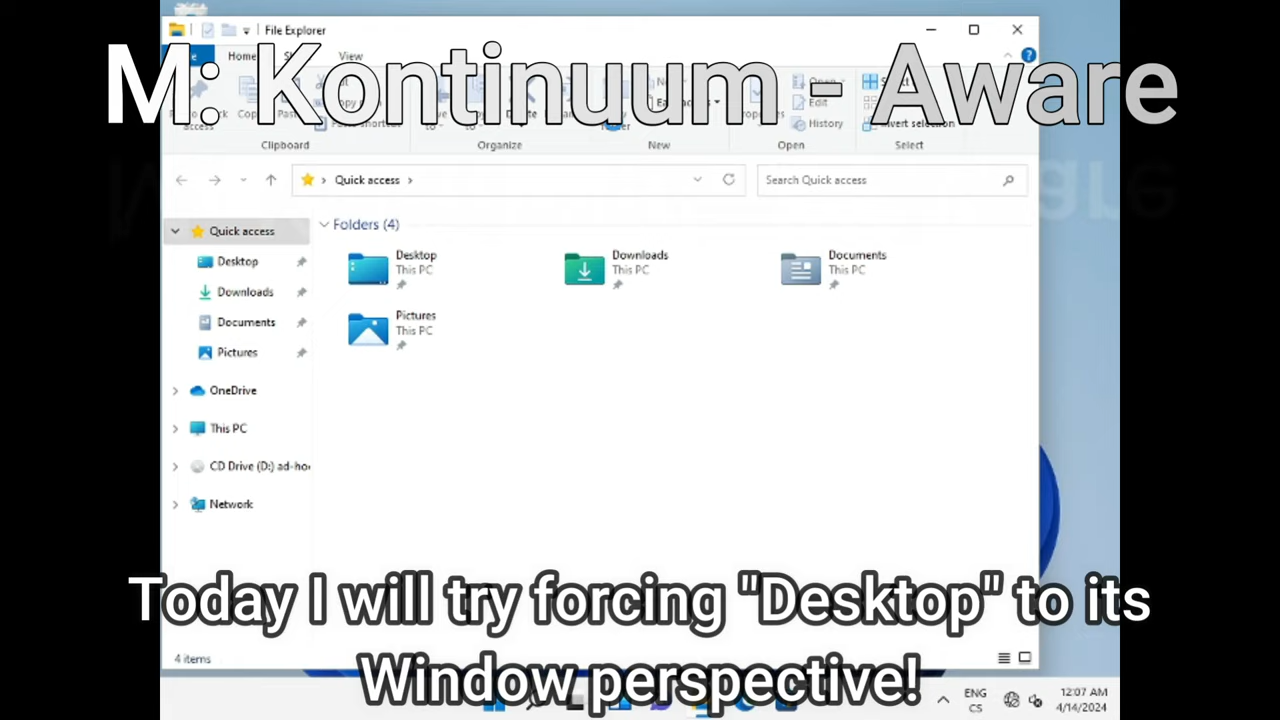 File Explorer
M: Kontinuum - Aware
Home
View
History
Invert selection
Clipboard
Organize
New
Open
Select
Quick access
Search Quick access
Quick access
Folders (4)
Desktop
This PC
Downloads
This PC
Documents
This PC
Pictures
This PC
Desktop
Downloads
Documents
Pictures
OneDrive
This PC
CD Drive (D:) ad-ho
Network
Today I will try forcing "Desktop" to its
Window perspective!
4 items
ENG
CS
12:07 AM
4/14/2024